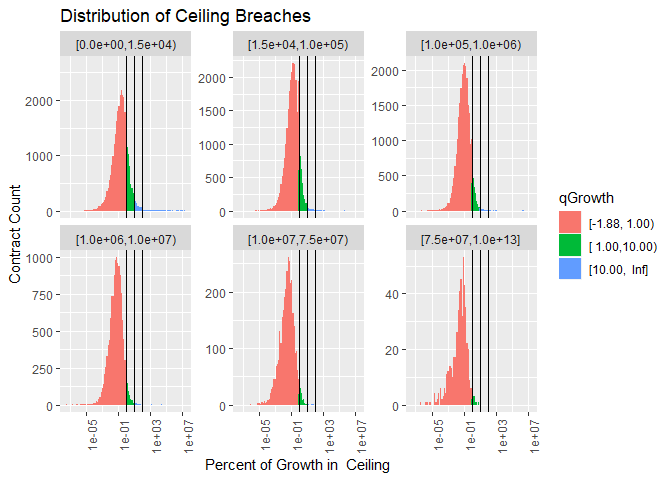 Distribution of Ceiling Breaches
[0.0e+00,1.5e+04)
[1.5e+04,1.0e+05)
[1.0e+05,1.0e+06)
2000
1000
0
2000
1500
1000
500
0
2000
1500
1000
500
0
[1.0e+06,1.0e+07)
[1.0e+07,7.5e+07)
[7.5e+07,1.0e+13]
1000
750
500
250
0
200
100
0
40
20
0
1e-05
1e-01
1e+03
1e+07
1e-05
1e-01
1e+03
1e+07
1e-05
1e-01
1e+03
1e+07
Percent of Growth in  Ceiling
Contract Count
qGrowth
[-1.88, 1.00)
[ 1.00,10.00)
[10.00,  Inf]